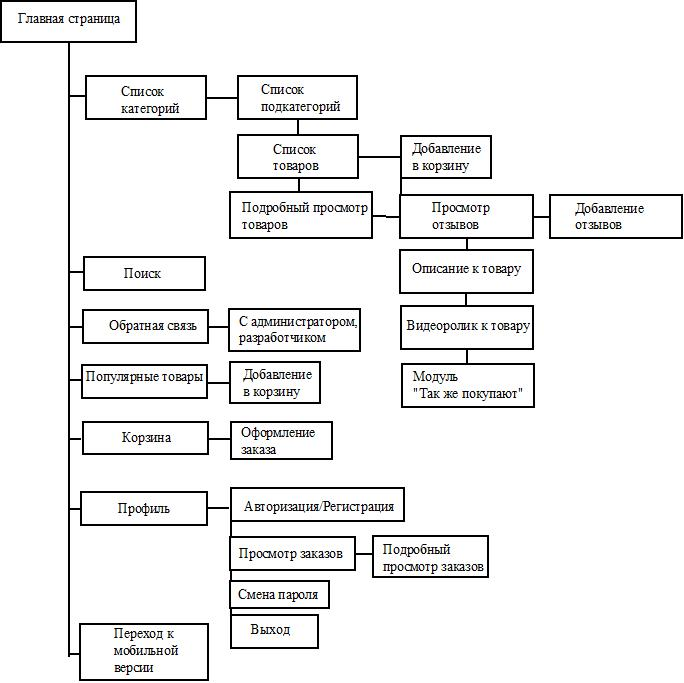 Главная страница
Список
категорий
Список
подкатегорий
Список
товаров
Добавление
в корзину
Подробный просмотр
товаров
Просмотр
отзывов
Добавление
отзывов
Поиск
Описание к товару
Обратная связь
С администратором,
разработчиком
Видеоролик к товару
Популярные товары
Добавление
в корзину
Модуль
"Так же покупают"
Корзина
Оформление
заказа
Профиль
Авторизация/Регистрация
Просмотр заказов
Подробный
просмотр заказов
Смена пароля
Выход
Переход к
мобильной
версии